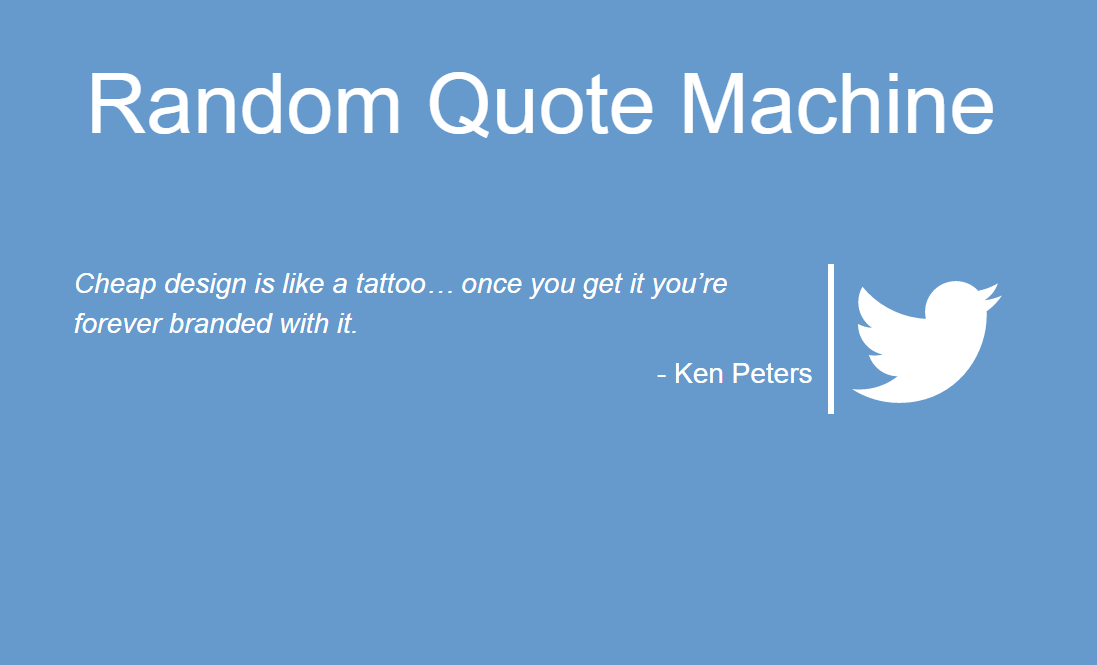 Random Quote Machine
Cheap design is like a tattoo… once you get it you’re
forever branded with it.
- Ken Peters